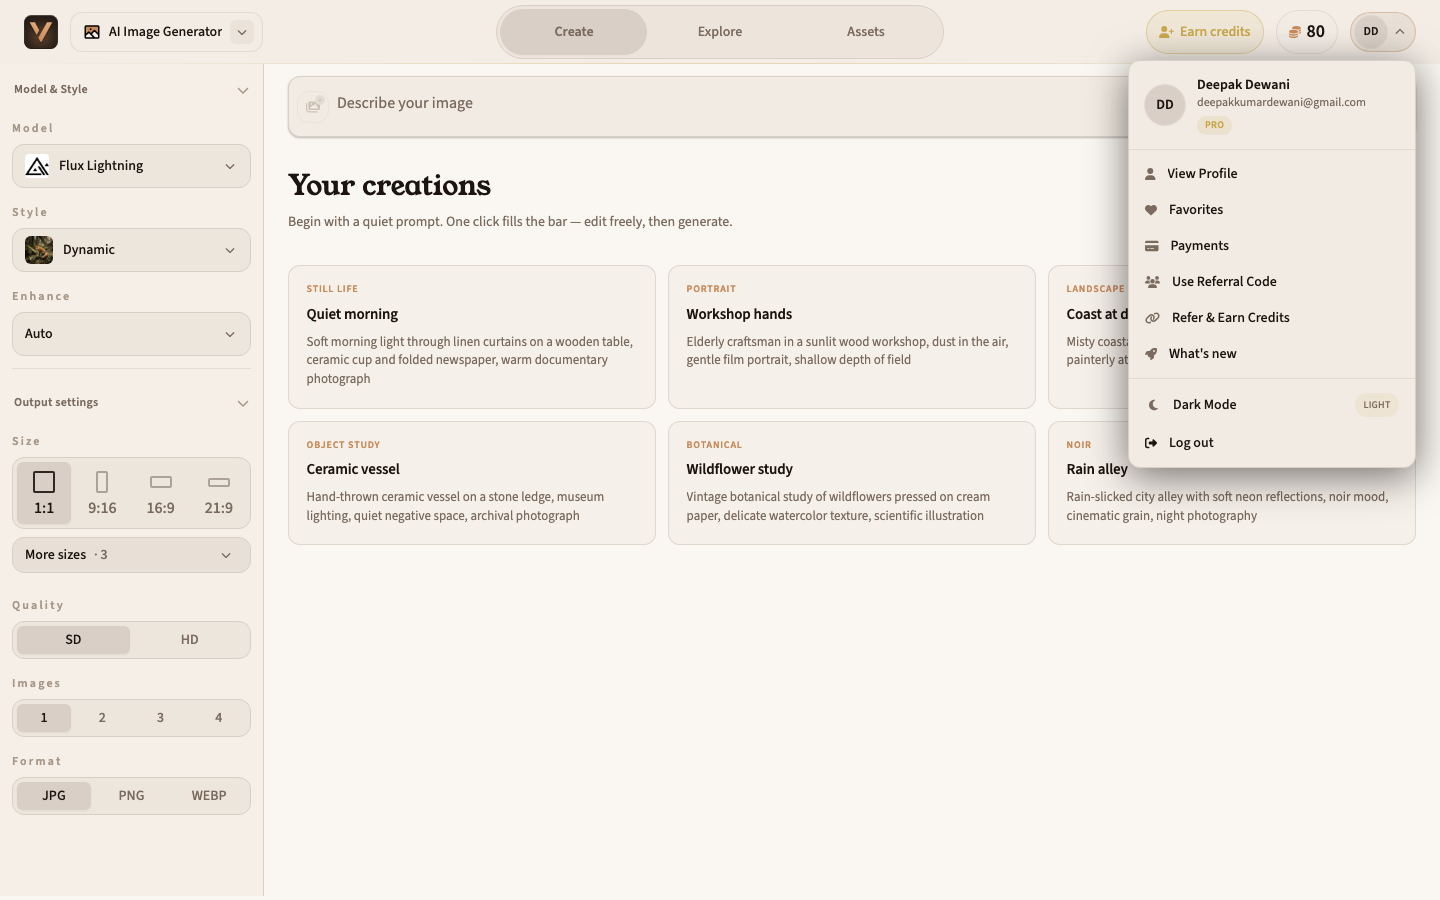 AI Image Generator
Create
Explore
Assets
Earn credits
80
DD
Model & Style
Model
Flux Lightning
Style
Dynamic
Enhance
Auto
Output settings
Size
1:1
9:16
16:9
21:9
More sizes · 3
Quality
SD
HD
Images
1
2
3
4
Format
JPG
PNG
WEBP
Describe your image
Your creations
Begin with a quiet prompt. One click fills the bar — edit freely, then generate.
STILL LIFE
Quiet morning
Soft morning light through linen curtains on a wooden table,
ceramic cup and folded newspaper, warm documentary
photograph
PORTRAIT
Workshop hands
Elderly craftsman in a sunlit wood workshop, dust in the air,
gentle film portrait, shallow depth of field
LANDSCAPE
Coast at
Misty
painterly
OBJECT STUDY
Ceramic vessel
Hand-thrown ceramic vessel on a stone ledge, museum
lighting, quiet negative space, archival photograph
BOTANICAL
Wildflower study
Vintage botanical study of wildflowers pressed on cream
paper, delicate watercolor texture, scientific illustration
NOIR
Rain alley
Rain-slicked city alley with soft neon reflections, noir mood,
cinematic grain, night photography
DD
Deepak Dewani
deepakkumardewani@gmail.com
PRO
View Profile
Favorites
Payments
Use Referral Code
Refer & Earn Credits
What's new
Dark Mode
LIGHT
Log out